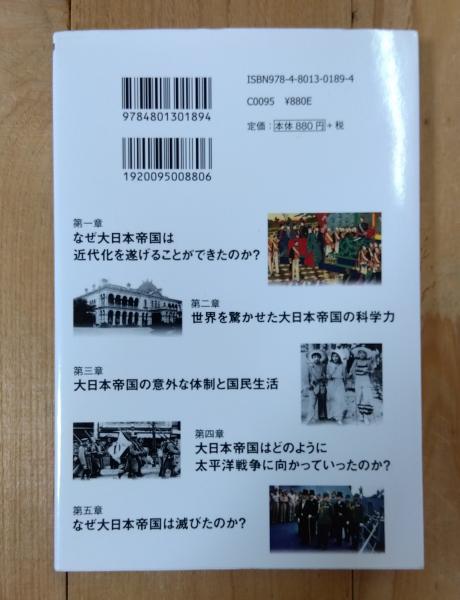 ISBN978-4-8013-0189-4
C0095 ¥880E
定価：本体 880 円＋税
9784801301894
1920095008806
第一章
なぜ大日本帝国は
近代化を遂げることができたのか？
第二章
世界を驚かせた大日本帝国の科学力
第三章
大日本帝国の意外な体制と国民生活
第四章
大日本帝国はどのように
太平洋戦争に向かっていったのか？
第五章
なぜ大日本帝国は滅びたのか？